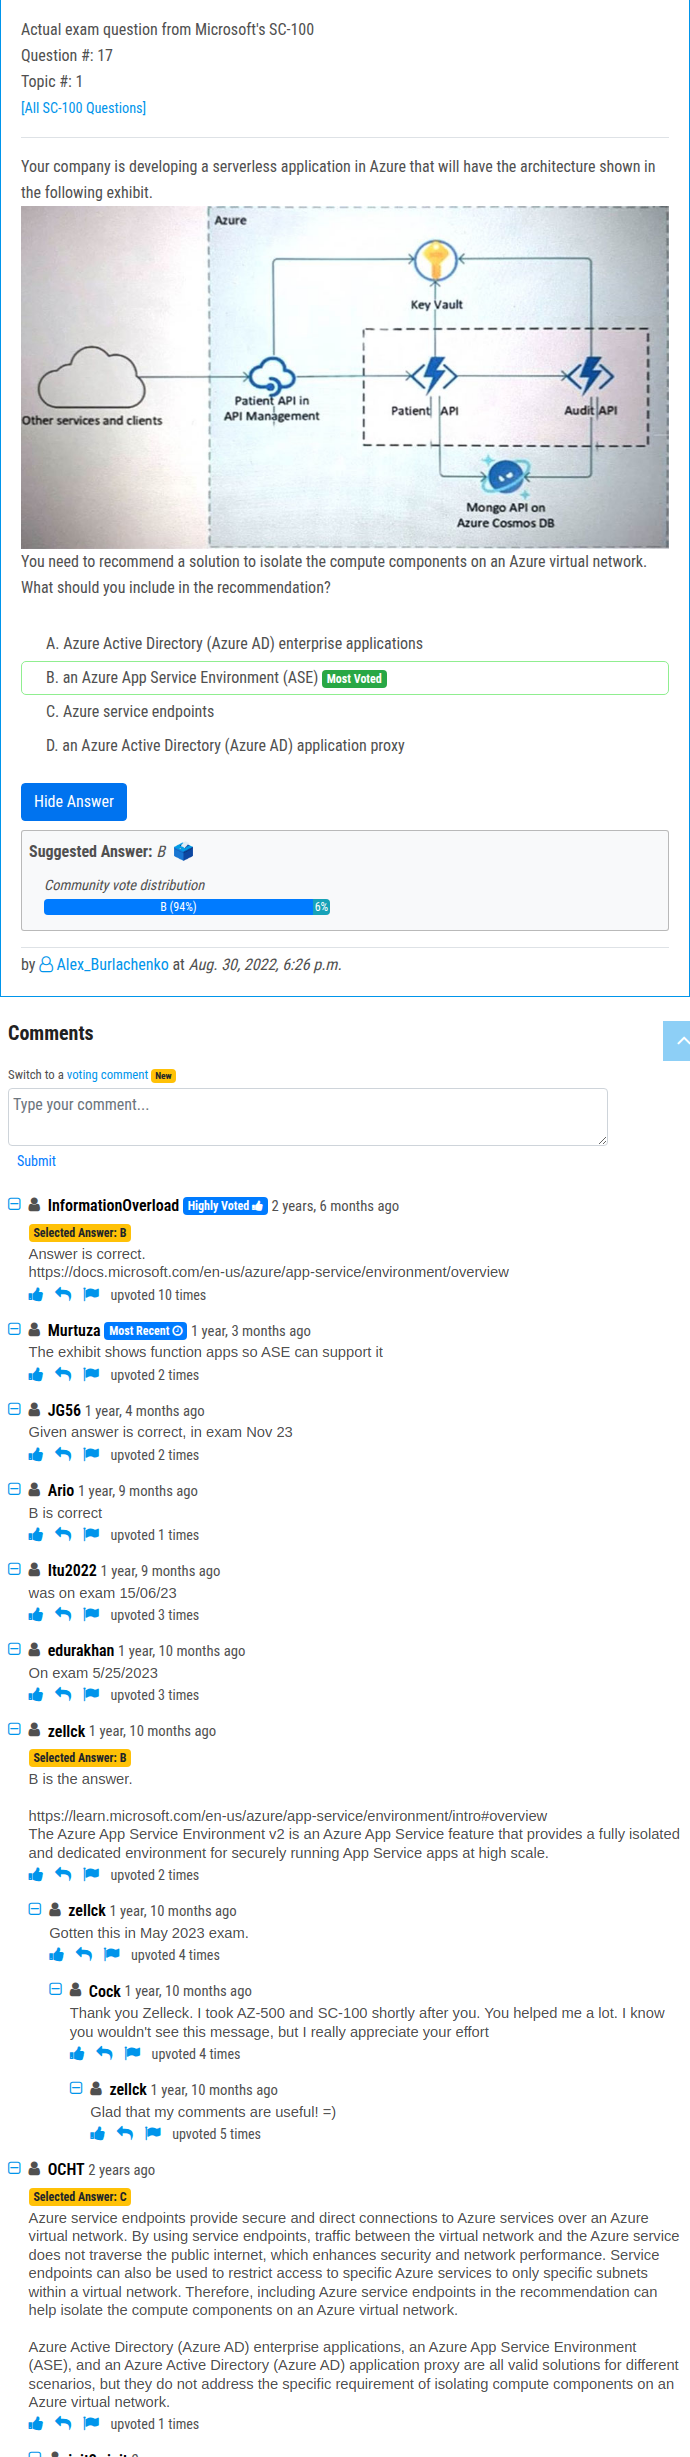 Actual exam question from Microsoft's SC-100
Question #: 17
Topic #: 1
[All SC-100 Questions]
Your company is developing a serverless application in Azure that will have the architecture shown in
the following exhibit.
Azure
Key Vault
Patient API in
API Management
Patient API
Audit API
Other services and clients
Mongo API on
Azure Cosmos DB
You need to recommend a solution to isolate the compute components on an Azure virtual network.
What should you include in the recommendation?
A. Azure Active Directory (Azure AD) enterprise applications
B. an Azure App Service Environment (ASE) Most Voted
C. Azure service endpoints
D. an Azure Active Directory (Azure AD) application proxy
Hide Answer
Suggested Answer: B
Community vote distribution
B (94%) 6%
by Alex_Burlachenko at Aug. 30, 2022, 6:26 p.m.
Comments
Switch to a voting comment New
Type your comment...
Submit
InformationOverload Highly Voted 2 years, 6 months ago
Selected Answer: B
Answer is correct.
https://docs.microsoft.com/en-us/azure/app-service/environment/overview
upvoted 10 times
Murtuza Most Recent 1 year, 3 months ago
The exhibit shows function apps so ASE can support it
upvoted 2 times
JG56 1 year, 4 months ago
Given answer is correct, in exam Nov 23
upvoted 2 times
Ario 1 year, 9 months ago
B is correct
upvoted 1 times
Itu2022 1 year, 9 months ago
was on exam 15/06/23
upvoted 3 times
edurakhan 1 year, 10 months ago
On exam 5/25/2023
upvoted 3 times
zellck 1 year, 10 months ago
Selected Answer: B
B is the answer.
https://learn.microsoft.com/en-us/azure/app-service/environment/intro#overview
The Azure App Service Environment v2 is an Azure App Service feature that provides a fully isolated
and dedicated environment for securely running App Service apps at high scale.
upvoted 2 times
zellck 1 year, 10 months ago
Gotten this in May 2023 exam.
upvoted 4 times
Cock 1 year, 10 months ago
Thank you Zelleck. I took AZ-500 and SC-100 shortly after you. You helped me a lot. I know
you wouldn't see this message, but I really appreciate your effort
upvoted 4 times
zellck 1 year, 10 months ago
Glad that my comments are useful! =)
upvoted 5 times
OCHT 2 years ago
Selected Answer: C
Azure service endpoints provide secure and direct connections to Azure services over an Azure
virtual network. By using service endpoints, traffic between the virtual network and the Azure service
does not traverse the public internet, which enhances security and network performance. Service
endpoints can also be used to restrict access to specific Azure services to only specific subnets
within a virtual network. Therefore, including Azure service endpoints in the recommendation can
help isolate the compute components on an Azure virtual network.
Azure Active Directory (Azure AD) enterprise applications, an Azure App Service Environment
(ASE), and an Azure Active Directory (Azure AD) application proxy are all valid solutions for different
scenarios, but they do not address the specific requirement of isolating compute components on an
Azure virtual network.
upvoted 1 times